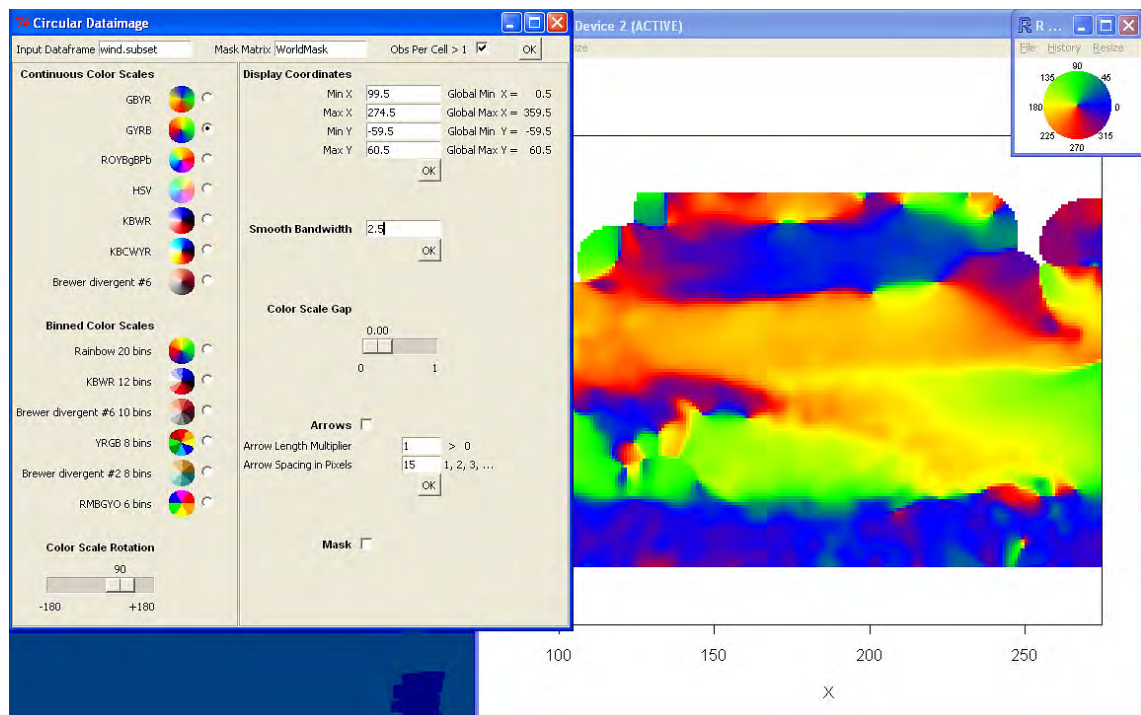 Circular Dataimage
Input Dataframe wind.subset Mask Matrix WorldMask Obs Per Cell > 1 OK
Continuous Color Scales
GBYR
GYRB
ROYBgBPb
HSV
KBWR
KBCWYR
Brewer divergent #6
Binned Color Scales
Rainbow 20 bins
KBWR 12 bins
Brewer divergent #6 10 bins
YRGB 8 bins
Brewer divergent #2 8 bins
RMBGYO 6 bins
Color Scale Rotation
90
-180 +180
Display Coordinates
Min X 99.5 Global Min X = 0.5
Max X 274.5 Global Max X = 359.5
Min Y -59.5 Global Min Y = -59.5
Max Y 60.5 Global Max Y = 60.5
OK
Smooth Bandwidth 2.5
OK
Color Scale Gap
0.00
0 1
Arrows
Arrow Length Multiplier 1 > 0
Arrow Spacing in Pixels 15 1, 2, 3, ...
OK
Mask
Device 2 (ACTIVE)
R ...
File History Resize
90
135 45
180 0
225 315
270
100 150 200 250
X